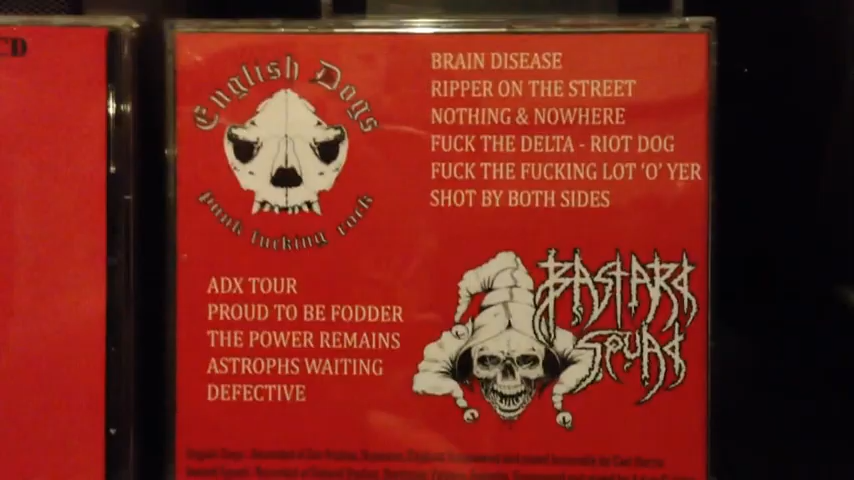 CD
English Dogs
punk fucking rock
BRAIN DISEASE
RIPPER ON THE STREET
NOTHING & NOWHERE
FUCK THE DELTA - RIOT DOG
FUCK THE FUCKING LOT 'O' YER
SHOT BY BOTH SIDES
ADX TOUR
PROUD TO BE FODDER
THE POWER REMAINS
ASTROPHS WAITING
DEFECTIVE
BASTARD
SQUAD